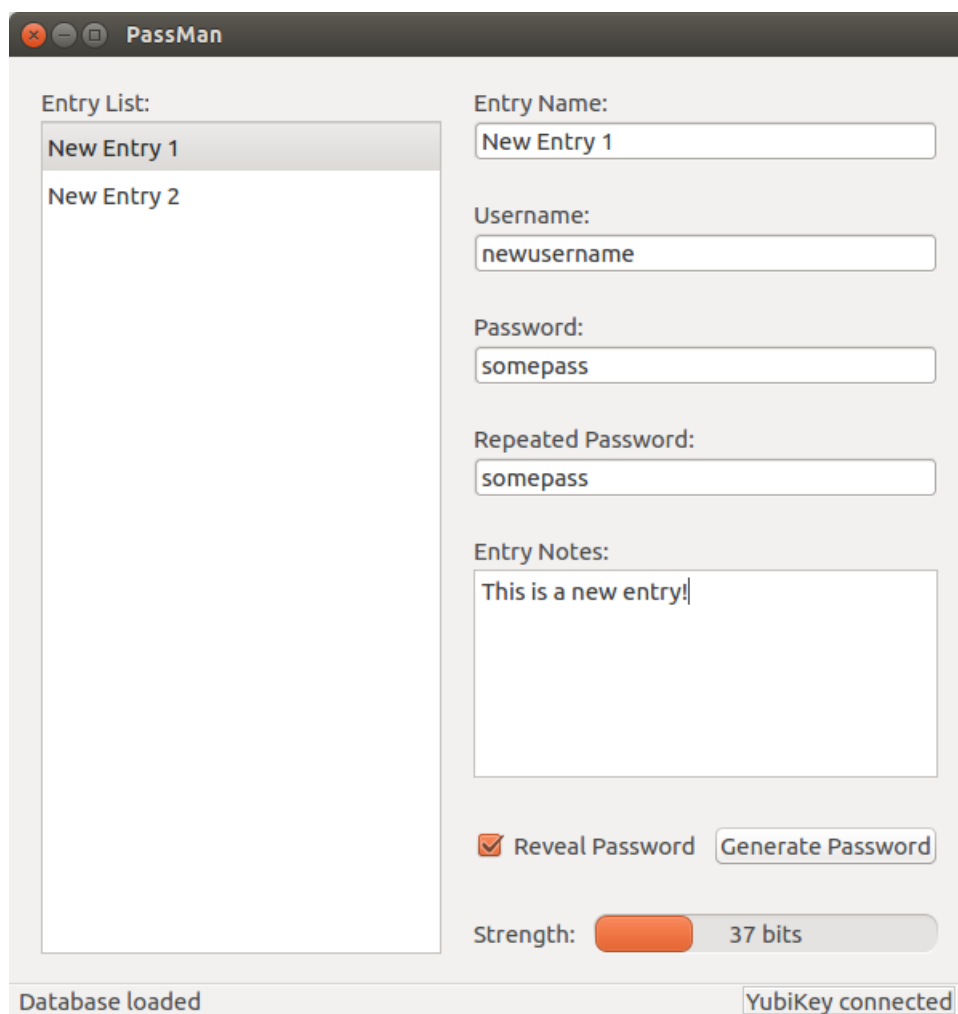 PassMan
Entry List:
New Entry 1
New Entry 2
Entry Name:
New Entry 1
Username:
newusername
Password:
somepass
Repeated Password:
somepass
Entry Notes:
This is a new entry!
Reveal Password
Generate Password
Strength:
37 bits
Database loaded
YubiKey connected